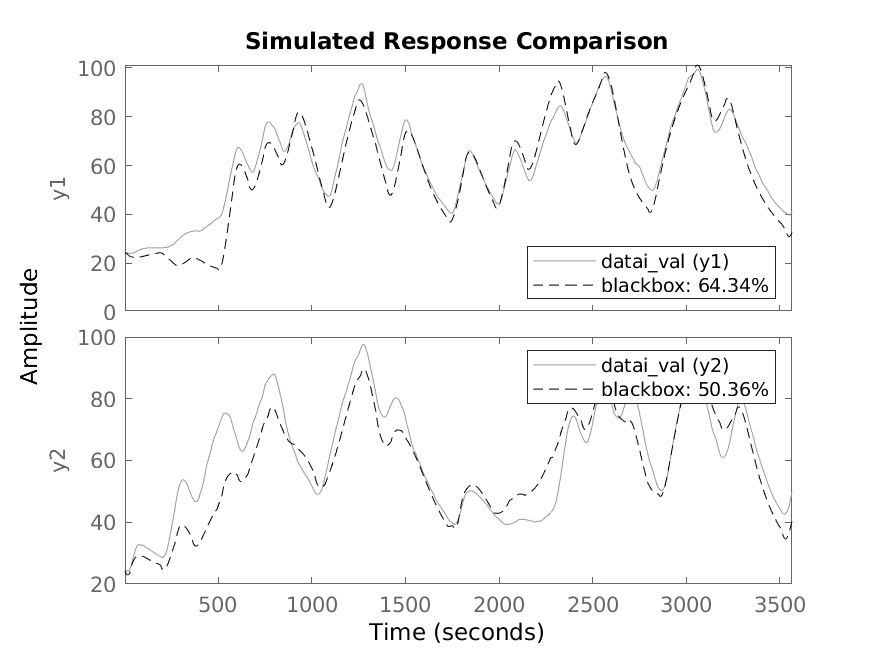 Simulated Response Comparison
100
80
60
40
20
0
y1
datai_val (y1)
blackbox: 64.34%
Amplitude
100
80
60
40
20
y2
datai_val (y2)
blackbox: 50.36%
500 1000 1500 2000 2500 3000 3500
Time (seconds)